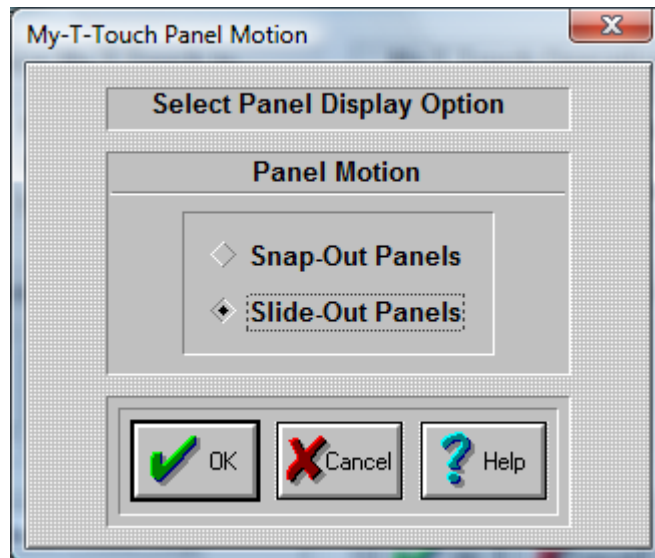 My-T-Touch Panel Motion
Select Panel Display Option
Panel Motion
Snap-Out Panels
Slide-Out Panels
OK
Cancel
Help